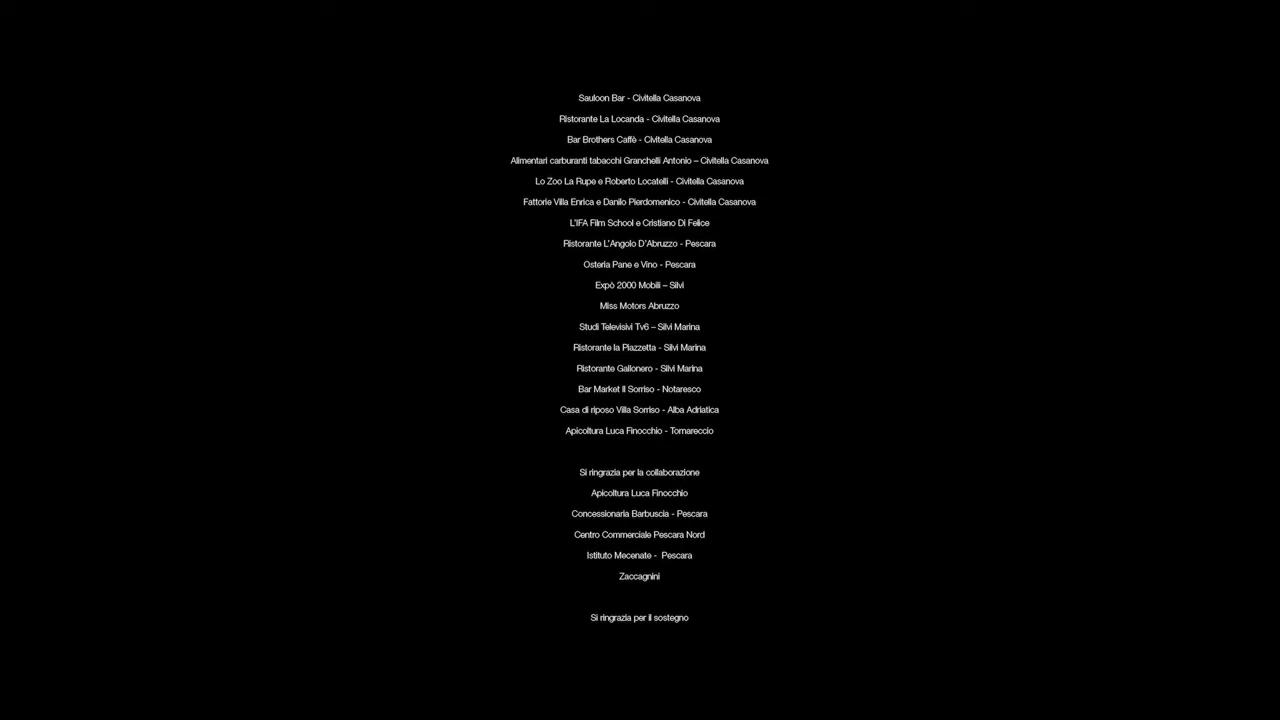 Sauloon Bar - Civitella Casanova
Ristorante La Locanda - Civitella Casanova
Bar Brothers Caffè - Civitella Casanova
Alimentari carburanti tabacchi Granchelli Antonio – Civitella Casanova
Lo Zoo La Rupe e Roberto Locatelli - Civitella Casanova
Fattorie Villa Enrica e Danilo Pierdomenico - Civitella Casanova
L'IFA Film School e Cristiano Di Felice
Ristorante L'Angolo D'Abruzzo - Pescara
Osteria Pane e Vino - Pescara
Expò 2000 Mobili – Silvi
Miss Motors Abruzzo
Studi Televisivi Tv6 – Silvi Marina
Ristorante la Piazzetta - Silvi Marina
Ristorante Gallonero - Silvi Marina
Bar Market Il Sorriso - Notaresco
Casa di riposo Villa Sorriso - Alba Adriatica
Apicoltura Luca Finocchio - Tornareccio
Si ringrazia per la collaborazione
Apicoltura Luca Finocchio
Concessionaria Barbuscia - Pescara
Centro Commerciale Pescara Nord
Istituto Mecenate -  Pescara
Zaccagnini
Si ringrazia per il sostegno